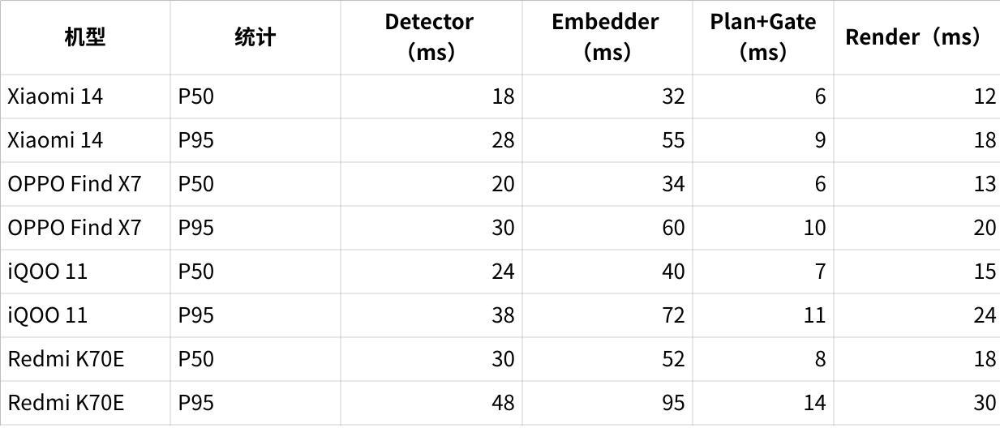 机型 统计 Detector（ms） Embedder（ms） Plan+Gate（ms） Render（ms）
Xiaomi 14 P50 18 32 6 12
Xiaomi 14 P95 28 55 9 18
OPPO Find X7 P50 20 34 6 13
OPPO Find X7 P95 30 60 10 20
iQOO 11 P50 24 40 7 15
iQOO 11 P95 38 72 11 24
Redmi K70E P50 30 52 8 18
Redmi K70E P95 48 95 14 30